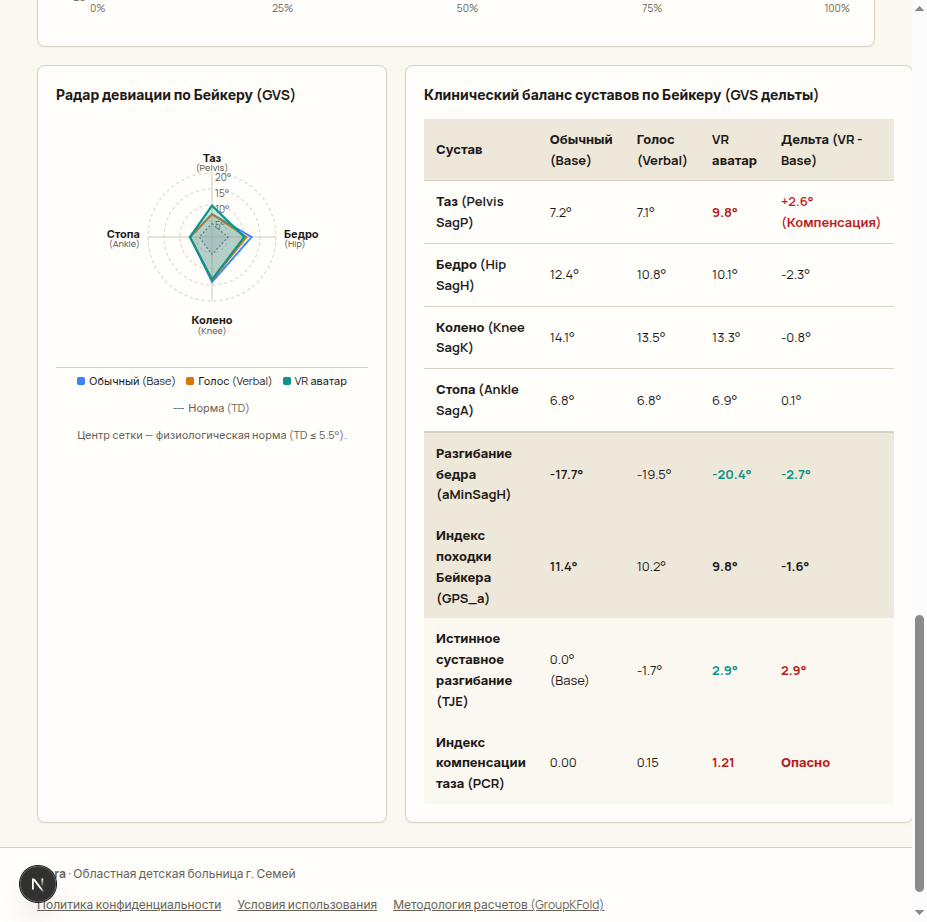 0%
25%
50%
75%
100%
Радар девиации по Бейкеру (GVS)
Таз
(Pelvis)
20°
15°
10°
5°
Стопа
(Ankle)
Бедро
(Hip)
Колено
(Knee)
Обычный (Base) Голос (Verbal) VR аватар
--- Норма (TD)
Центр сетки — физиологическая норма (TD ≤ 5.5°).
Клинический баланс суставов по Бейкеру (GVS дельты)
Сустав
Обычный
(Base)
Голос
(Verbal)
VR
аватар
Дельта (VR -
Base)
Таз (Pelvis
SagP)
7.2°
7.1°
9.8°
+2.6°
(Компенсация)
Бедро (Hip
SagH)
12.4°
10.8°
10.1°
-2.3°
Колено (Knee
SagK)
14.1°
13.5°
13.3°
-0.8°
Стопа (Ankle
SagA)
6.8°
6.8°
6.9°
0.1°
Разгибание
бедра
(aMinSagH)
-17.7°
-19.5°
-20.4°
-2.7°
Индекс
походки
Бейкера
(GPS_a)
11.4°
10.2°
9.8°
-1.6°
Истинное
суставное
разгибание
(TJE)
0.0°
(Base)
-1.7°
2.9°
2.9°
Индекс
компенсации
таза (PCR)
0.00
0.15
1.21
Опасно
N
ra · Областная детская больница г. Семей
Политика конфиденциальности Условия использования Методология расчетов (GroupKFold)